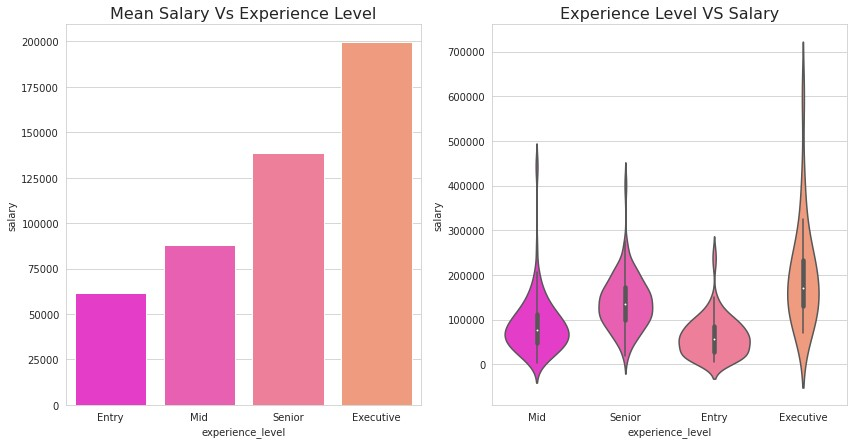 Mean Salary Vs Experience Level
200000
175000
150000
125000
100000
75000
50000
25000
0
salary
Entry Mid Senior Executive
experience_level
Experience Level VS Salary
700000
600000
500000
400000
300000
200000
100000
0
salary
Mid Senior Entry Executive
experience_level